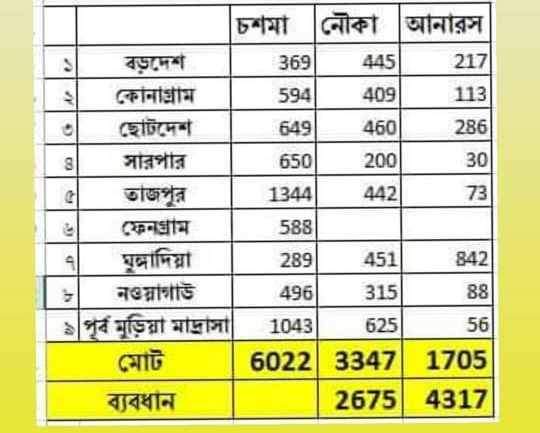 চশমা নৌকা আনারস
১ বড়দেশ 369 445 217
২ কোনাগ্রাম 594 409 113
৩ ছোটদেশ 649 460 286
৪ সারপার 650 200 30
৫ তাজপুর 1344 442 73
৬ ফেনগ্রাম 588
৭ ঘুঙ্গাদিয়া 289 451 842
৮ নওয়াগাউ 496 315 88
৯ পূর্ব মুড়িয়া মাদ্রাসা 1043 625 56
মোট 6022 3347 1705
ব্যবধান 2675 4317